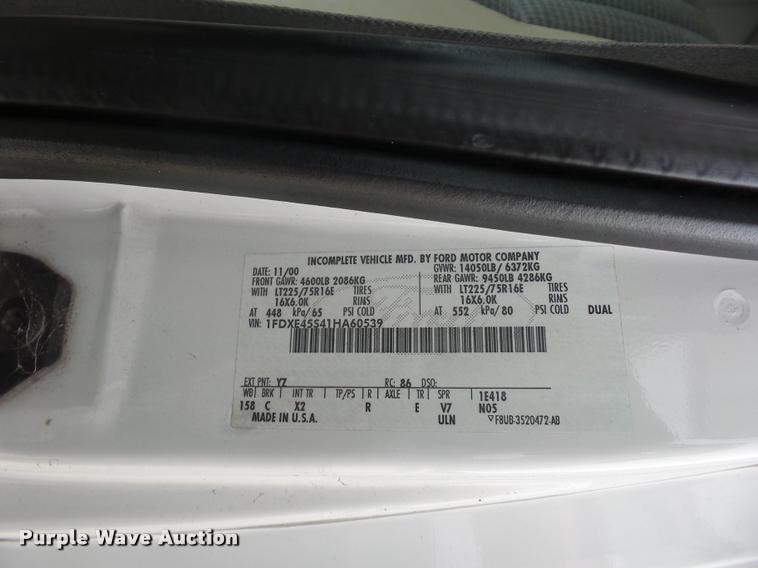 INCOMPLETE VEHICLE MFD. BY FORD MOTOR COMPANY
DATE: 11/00 GVWR: 14050LB/ 6372KG
FRONT GAWR: 4600LB 2086KG REAR GAWR: 9450LB 4286KG
WITH LT225/75R16E TIRES WITH LT225/75R16E TIRES
16X6.0K RIMS 16X6.0K RIMS
AT 448 kPa/65 PSI COLD AT 552 kPa/80 PSI COLD DUAL
VIN: 1FDXE45S41HA60539
EXT PNT: YZ RC: 86 DSO:
WB BRK INT TR TP/PS R AXLE TR SPR 1E418
158 C X2 R E V7 N05
MADE IN U.S.A. ULN F8UB-3520472-AB
Purple Wave Auction